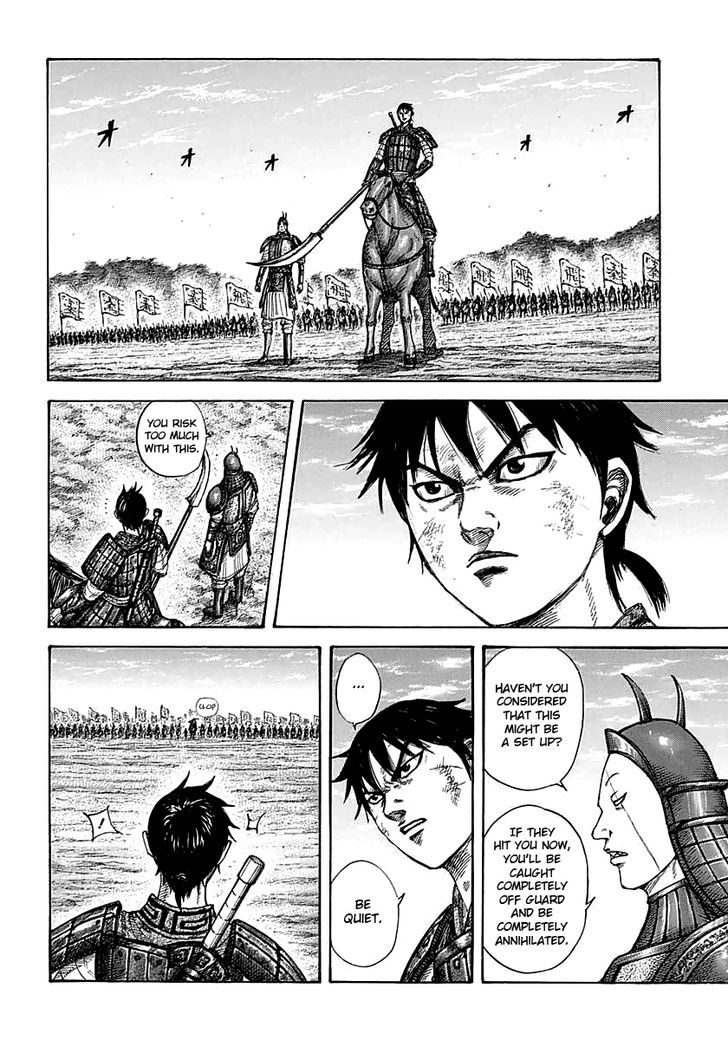 YOU RISK
TOO MUCH
WITH THIS.
HAVEN'T YOU
CONSIDERED
THAT THIS
MIGHT BE
A SET UP?
IF THEY
HIT YOU NOW,
YOU'LL BE
CAUGHT
COMPLETELY
OFF GUARD
AND BE
COMPLETELY
ANNIHILATED.
...
BE
QUIET.
CLOP
!
!